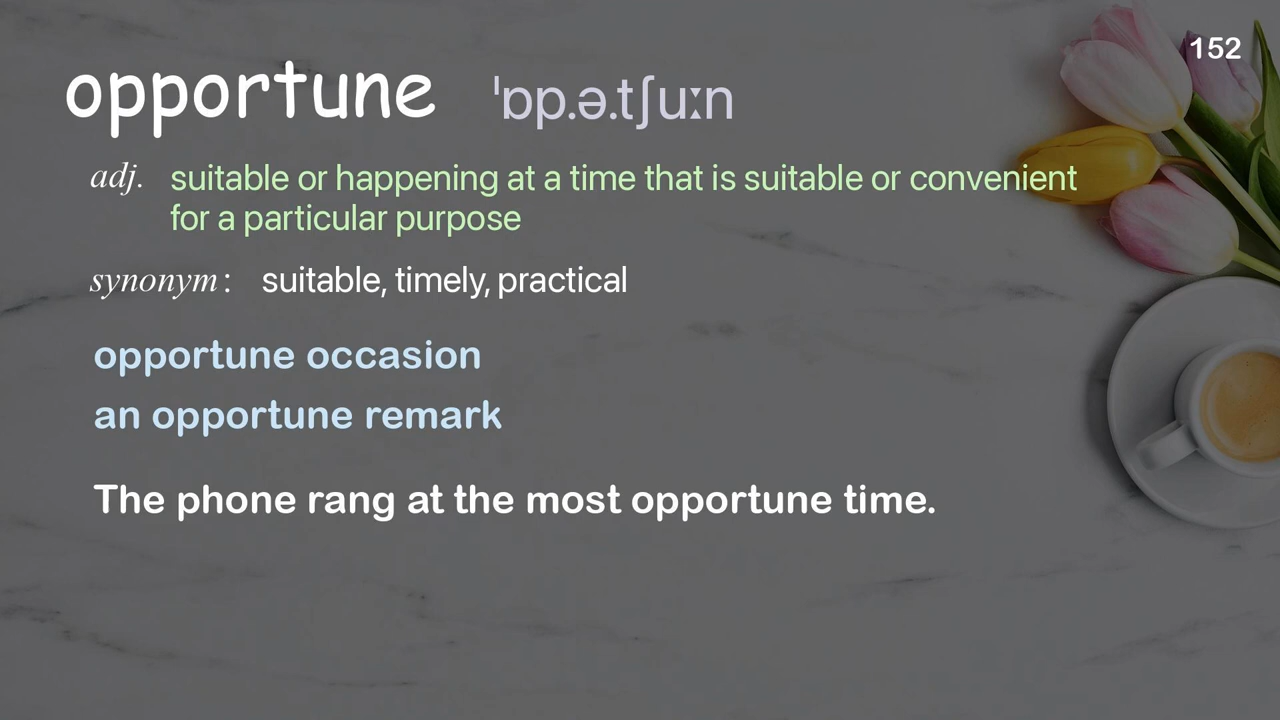 152
opportune ˈɒp.ə.tʃuːn
adj. suitable or happening at a time that is suitable or convenient
for a particular purpose
synonym: suitable, timely, practical
opportune occasion
an opportune remark
The phone rang at the most opportune time.